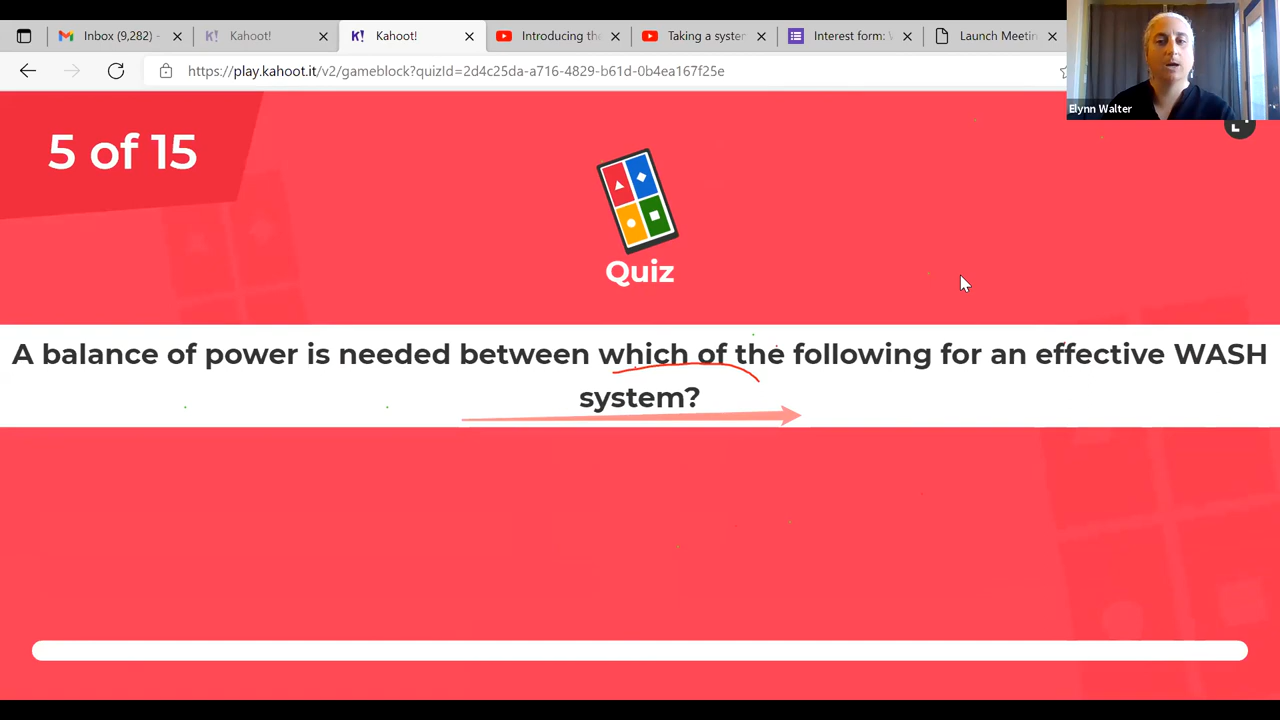 Inbox (9,282) -
Kahoot!
Kahoot!
Introducing the
Taking a system
Interest form: V
Launch Meetin
https://play.kahoot.it/v2/gameblock?quizId=2d4c25da-a716-4829-b61d-0b4ea167f25e
Elynn Walter
5 of 15
Quiz
A balance of power is needed between which of the following for an effective WASH
system?